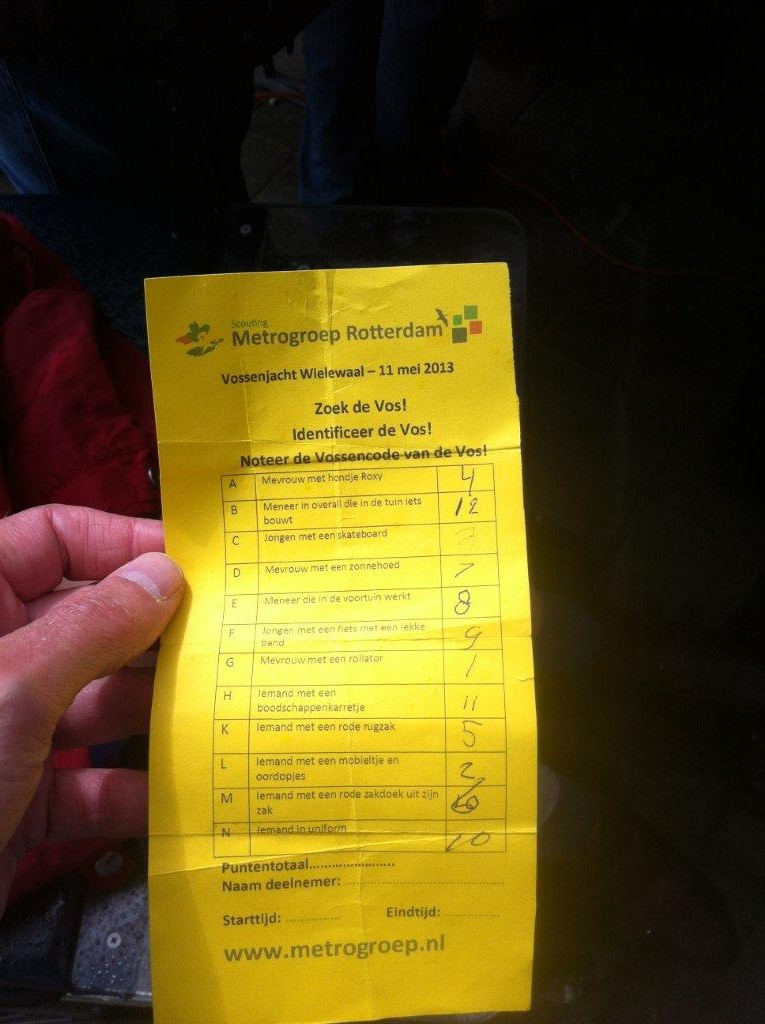 Scouting
Metrogroep Rotterdam
Vossenjacht Wielewaal – 11 mei 2013
Zoek de Vos!
Identificeer de Vos!
Noteer de Vossencode van de Vos!
A Mevrouw met hondje Roxy 4
B Meneer in overall die in de tuin iets 12
bouwt
C Jongen met een skateboard 3
D Mevrouw met een zonnehoed 7
E Meneer die in de voortuin werkt 8
F Jongen met een fiets met een lekke 9
band
G Mevrouw met een rollator 1
H Iemand met een 11
boodschappenkarretje
K Iemand met een rode rugzak 5
L Iemand met een mobieltje en 2
oordopjes
M Iemand met een rode zakdoek uit zijn
zak
N Iemand in uniform 10
Puntentotaal........................
Naam deelnemer: ........................................
Starttijd: ............... Eindtijd: ...............
www.metrogroep.nl